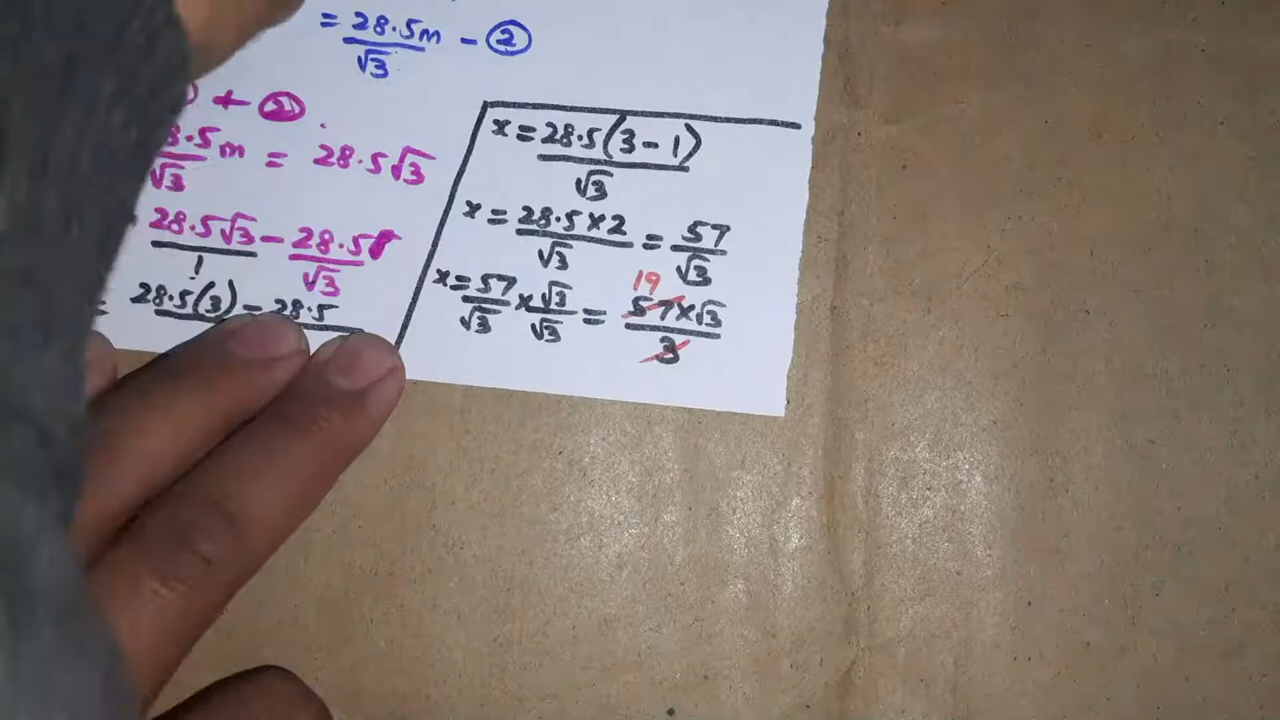 = 28.5m/√3 - ②
+ ②
8.5m/√3 = 28.5√3
28.5√3/1 - 28.5/√3
= 28.5(3) - 28.5
x = 28.5(3-1)/√3
x = 28.5×2/√3 = 57/√3
19
x = 57/√3 × √3/√3 = 57×√3/3